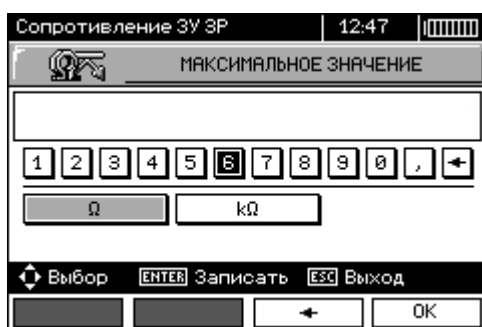 Сопротивление ЗУ 3P 12:47
МАКСИМАЛЬНОЕ ЗНАЧЕНИЕ
1 2 3 4 5 6 7 8 9 0 , ←
Ω kΩ
Выбор ENTER Записать ESC Выход
← OK